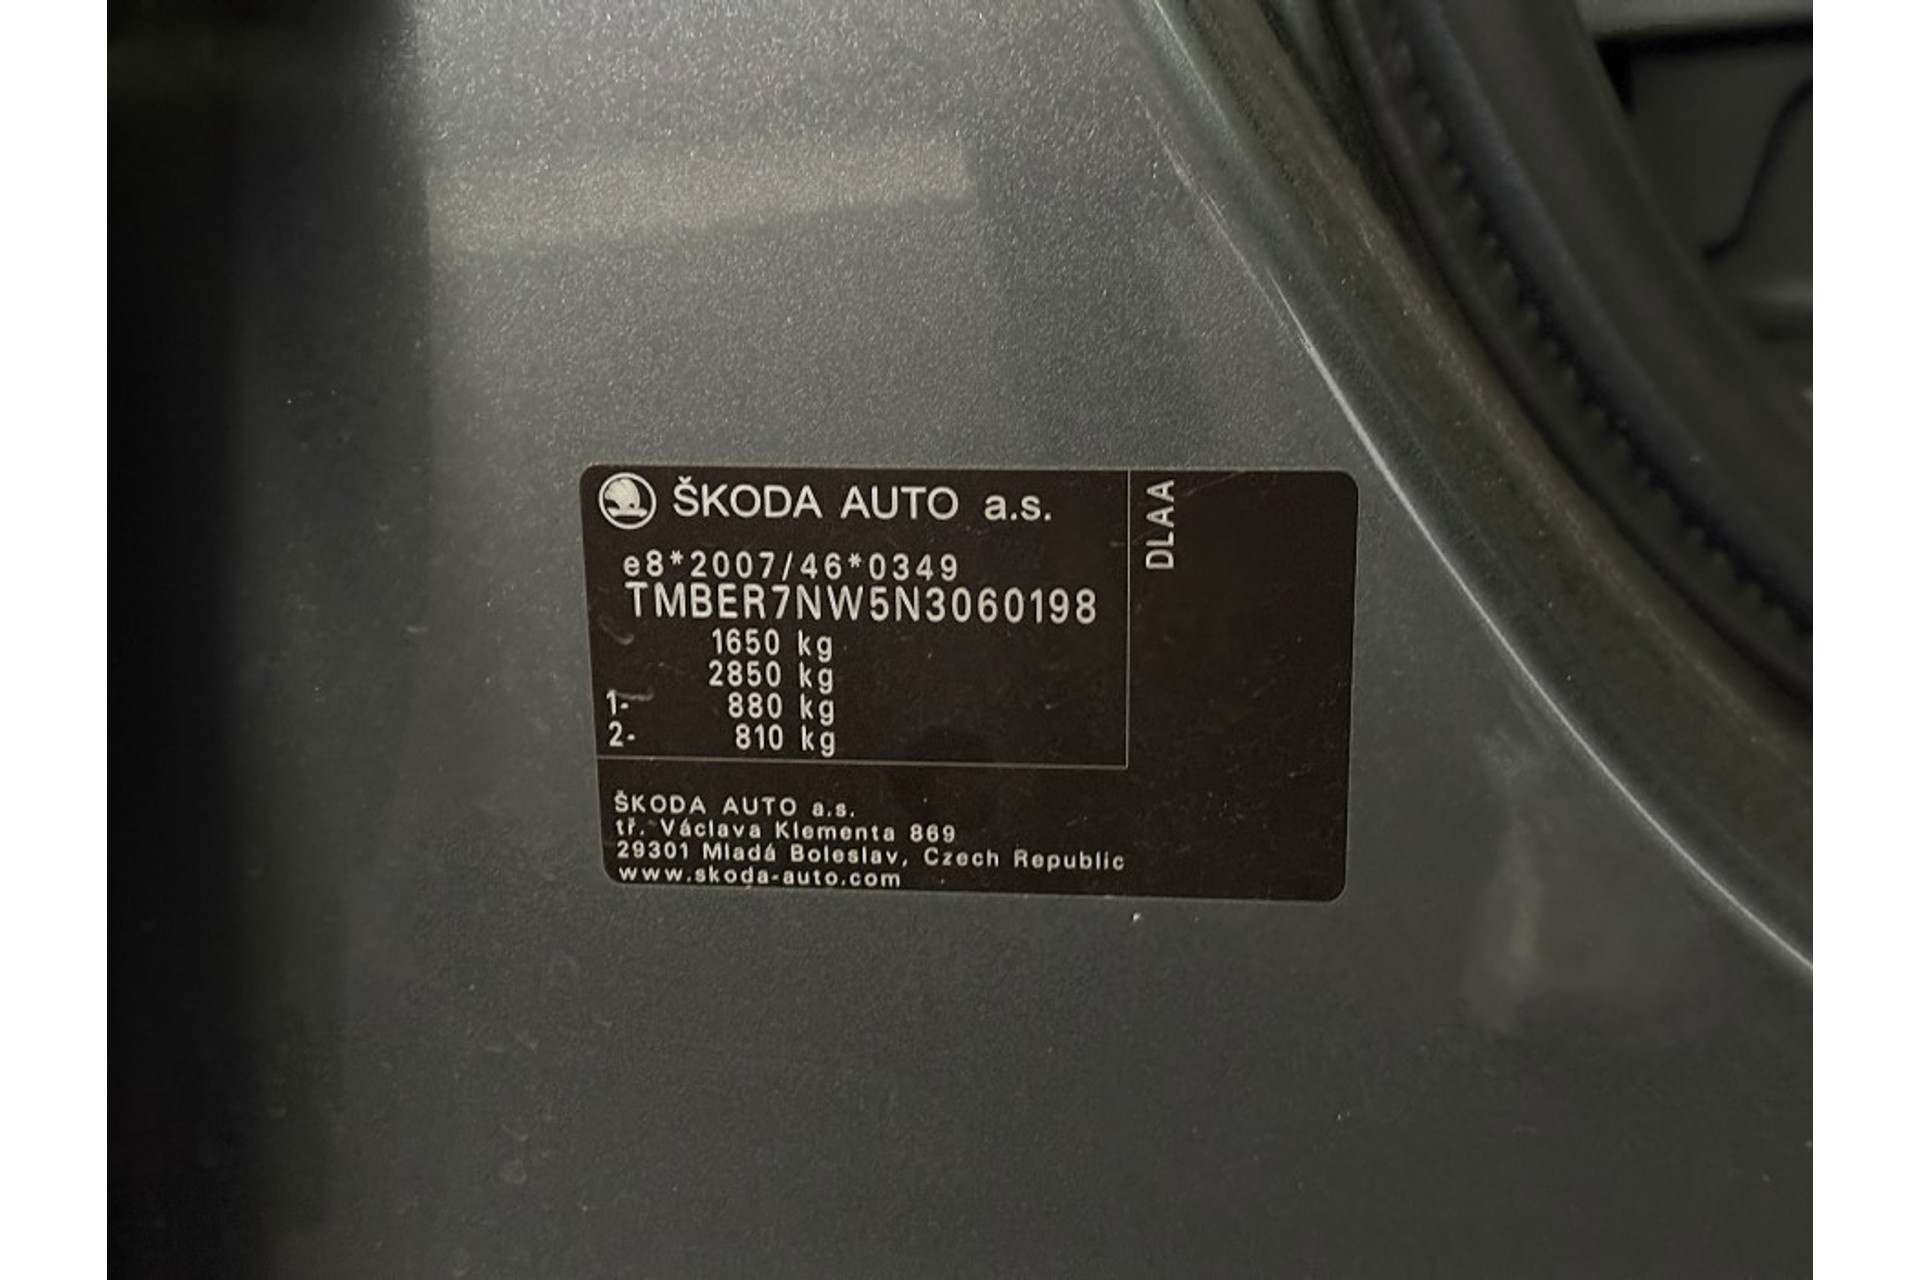 ŠKODA AUTO a.s.
e8*2007/46*0349
TMBER7NW5N3060198
1650 kg
2850 kg
1- 880 kg
2- 810 kg
DLAA
ŠKODA AUTO a.s.
tř. Václava Klementa 869
29301 Mladá Boleslav, Czech Republic
www.skoda-auto.com